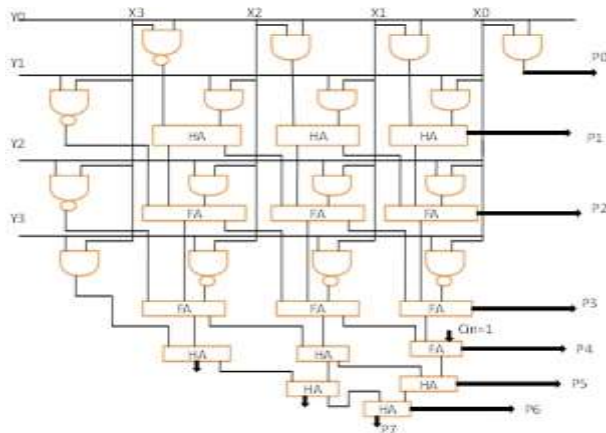 Y0 X3 X2 X1 X0
P0
Y1
HA HA HA P1
Y2
FA FA FA P2
Y3
FA FA FA P3
Cin=1
HA HA FA P4
HA HA P5
HA P6
P7